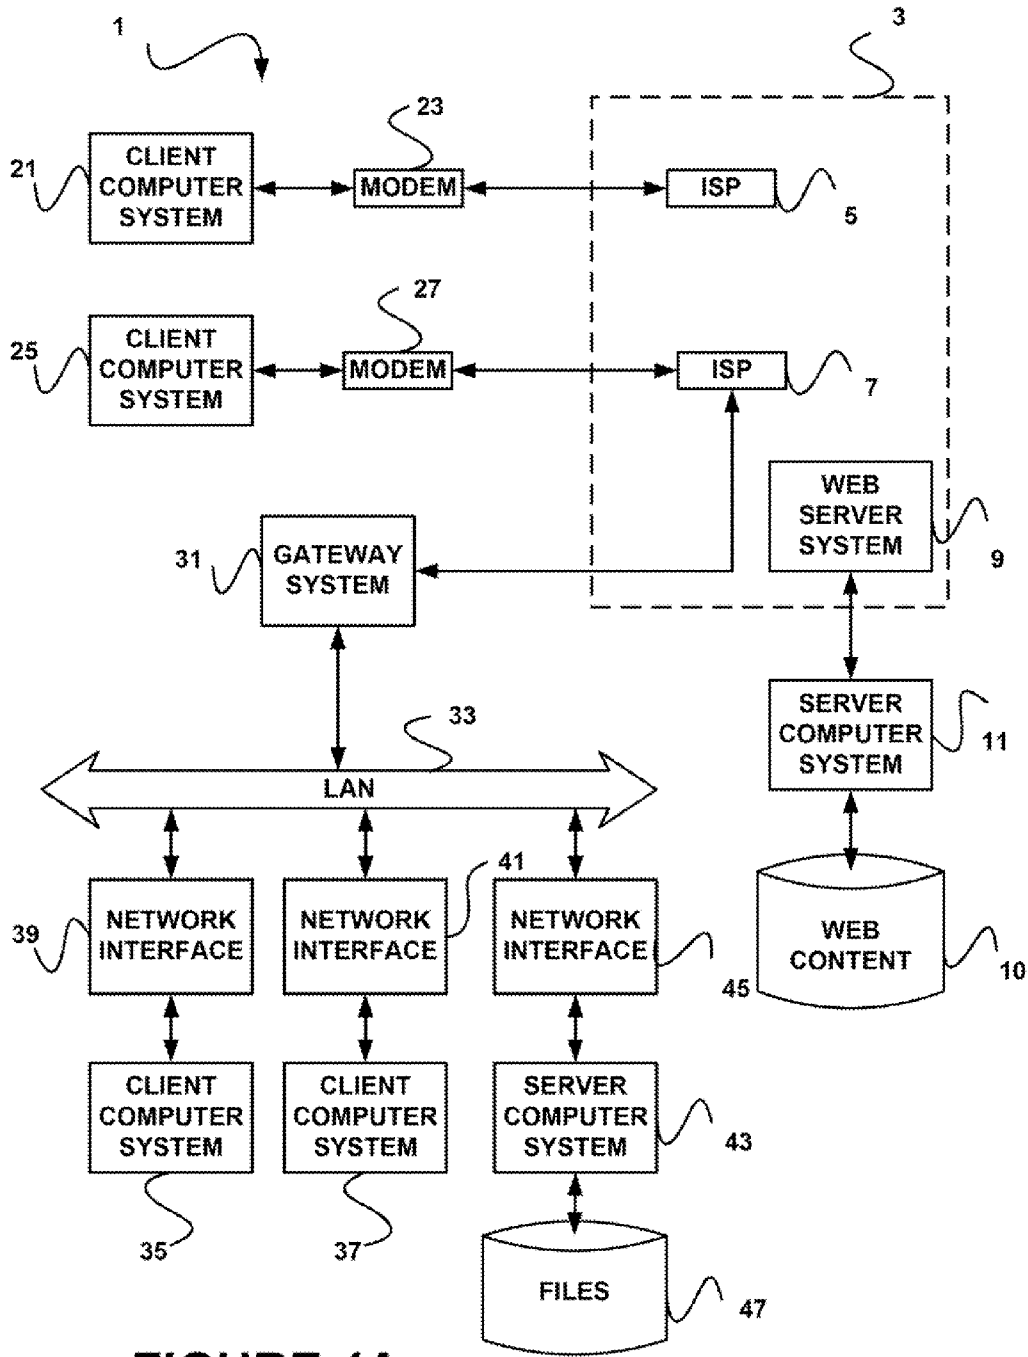 1
3
23
CLIENT
COMPUTER
SYSTEM
21
MODEM
ISP
5
27
CLIENT
COMPUTER
SYSTEM
25
MODEM
ISP
7
WEB
SERVER
SYSTEM
9
GATEWAY
SYSTEM
31
SERVER
COMPUTER
SYSTEM
11
33
LAN
41
NETWORK
INTERFACE
39
NETWORK
INTERFACE
NETWORK
INTERFACE
45
WEB
CONTENT
10
CLIENT
COMPUTER
SYSTEM
CLIENT
COMPUTER
SYSTEM
SERVER
COMPUTER
SYSTEM
43
35
37
FILES
47